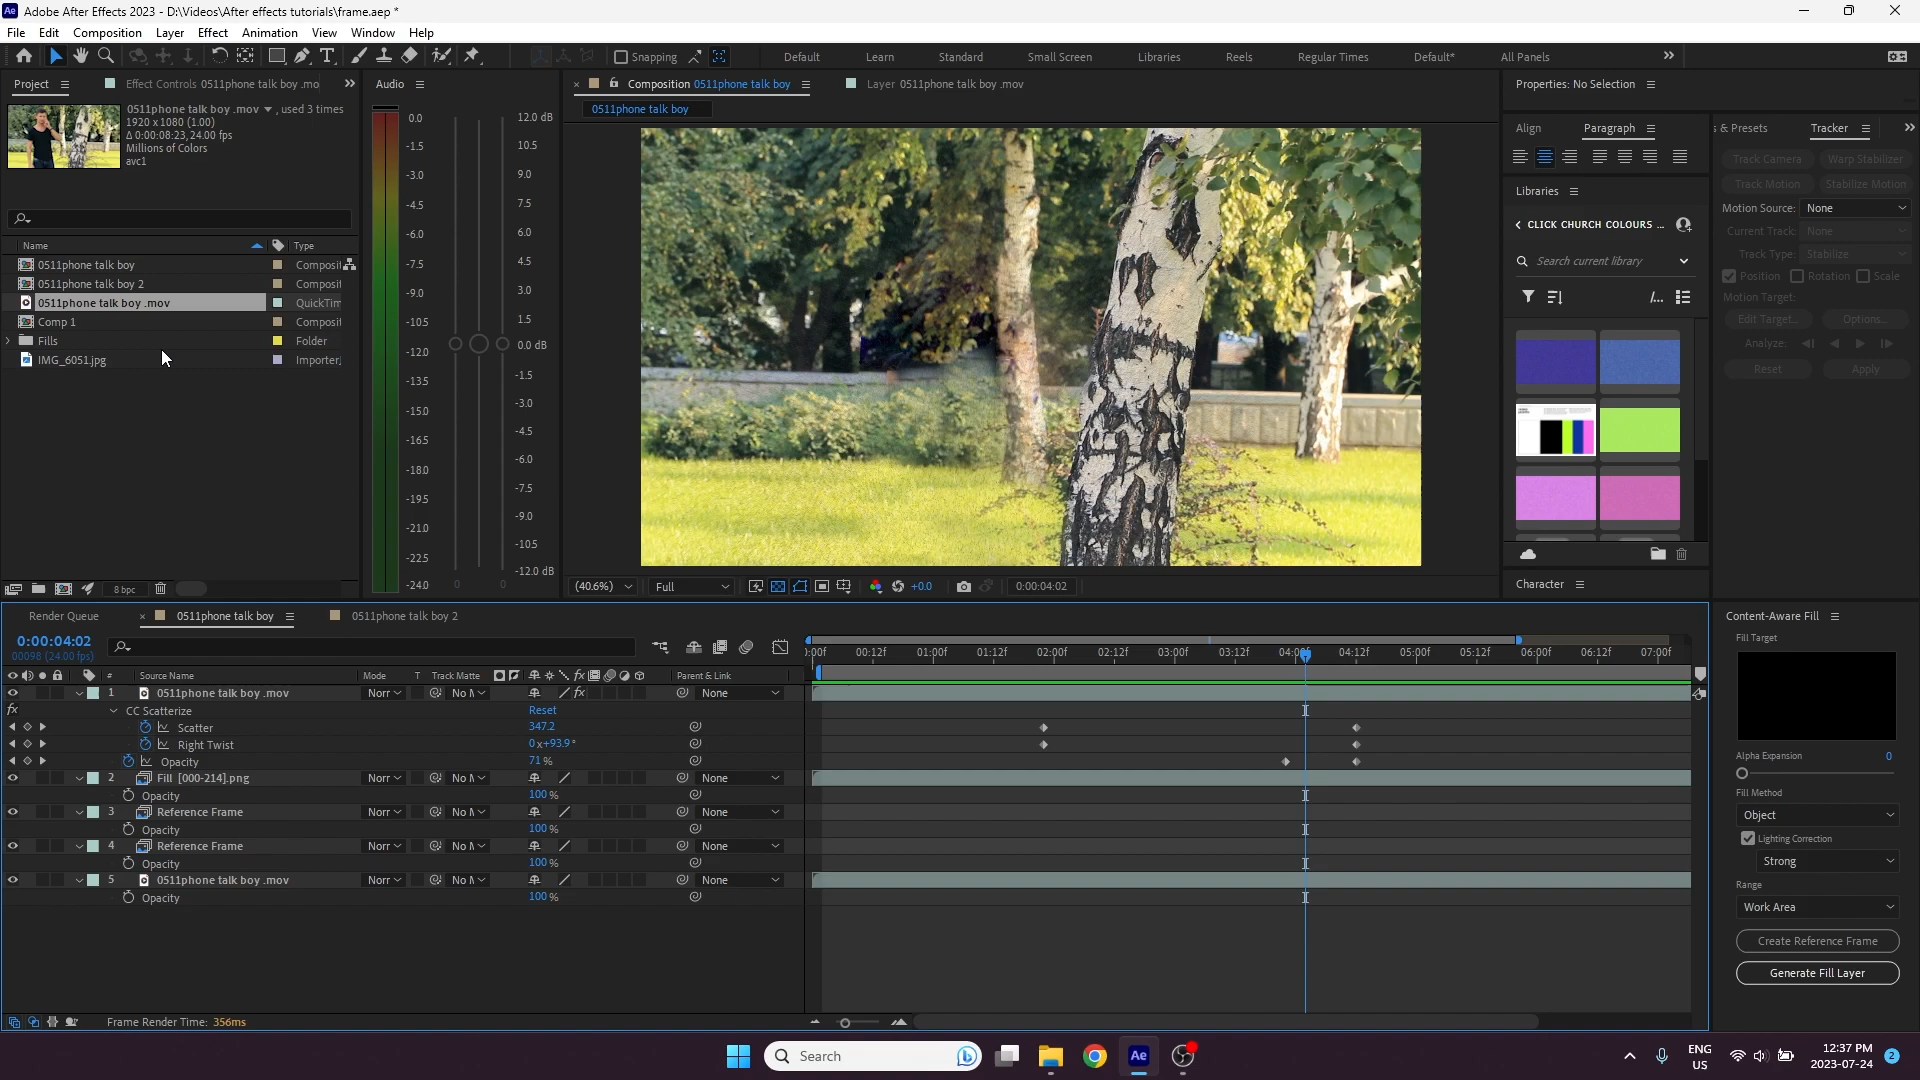 Adobe After Effects 2023 - D:\Videos\After effects tutorials\frame.aep *
File Edit Composition Layer Effect Animation View Window Help
Snapping Default Learn Standard Small Screen Libraries Reels Regular Times Default* All Panels
Project
Effect Controls 0511phone talk boy .mo
0511phone talk boy .mov , used 3 times
1920 x 1080 (1.00)
Δ 0:00:08:23, 24.00 fps
Millions of Colors
avc1
Name Type
0511phone talk boy Composit
0511phone talk boy 2 Composit
0511phone talk boy .mov QuickTim
Comp 1 Composit
Fills Folder
IMG_6051.jpg Importer
8 bpc
Audio
0.0
-1.5
-3.0
-4.5
-6.0
-7.5
-9.0
-10.5
-12.0
-13.5
-15.0
-16.5
-18.0
-19.5
-21.0
-22.5
-24.0
0 0
12.0 dB
10.5
9.0
7.5
6.0
4.5
3.0
1.5
0.0 dB
-1.5
-3.0
-4.5
-6.0
-7.5
-9.0
-10.5
-12.0 dB
Composition 0511phone talk boy
Layer 0511phone talk boy .mov
0511phone talk boy
(40.6%) Full +0.0 0:00:04:02
Properties: No Selection
Align Paragraph
Libraries
CLICK CHURCH COLOURS ...
Search current library
Character
s & Presets Tracker
Track Camera Warp Stabilizer
Track Motion Stabilize Motion
Motion Source: None
Current Track: None
Track Type: Stabilize
Position Rotation Scale
Motion Target:
Edit Target... Options...
Analyze:
Reset Apply
Render Queue 0511phone talk boy 0511phone talk boy 2
0:00:04:02
00098 (24.00 fps)
):00f 00:12f 01:00f 01:12f 02:00f 02:12f 03:00f 03:12f 04:00f 04:12f 05:00f 05:12f 06:00f 06:12f 07:00f
# Source Name Mode T Track Matte Parent & Link
1 0511phone talk boy .mov Norr No M None
CC Scatterize Reset
Scatter 347.2
Right Twist 0x+93.9°
Opacity 71 %
2 Fill [000-214].png Norr No M None
Opacity 100 %
3 Reference Frame Norr No M None
Opacity 100 %
4 Reference Frame Norr No M None
Opacity 100 %
5 0511phone talk boy .mov Norr No M None
Opacity 100 %
Frame Render Time: 356ms
Content-Aware Fill
Fill Target
Alpha Expansion 0
Fill Method
Object
Lighting Correction
Strong
Range
Work Area
Create Reference Frame
Generate Fill Layer
Search
ENG
US
12:37 PM
2023-07-24
2